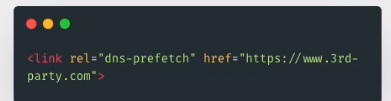 <link rel="dns-prefetch" href="https://www.3rd-
party.com">